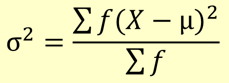 σ² = ∑ f(X − μ)² / ∑ f